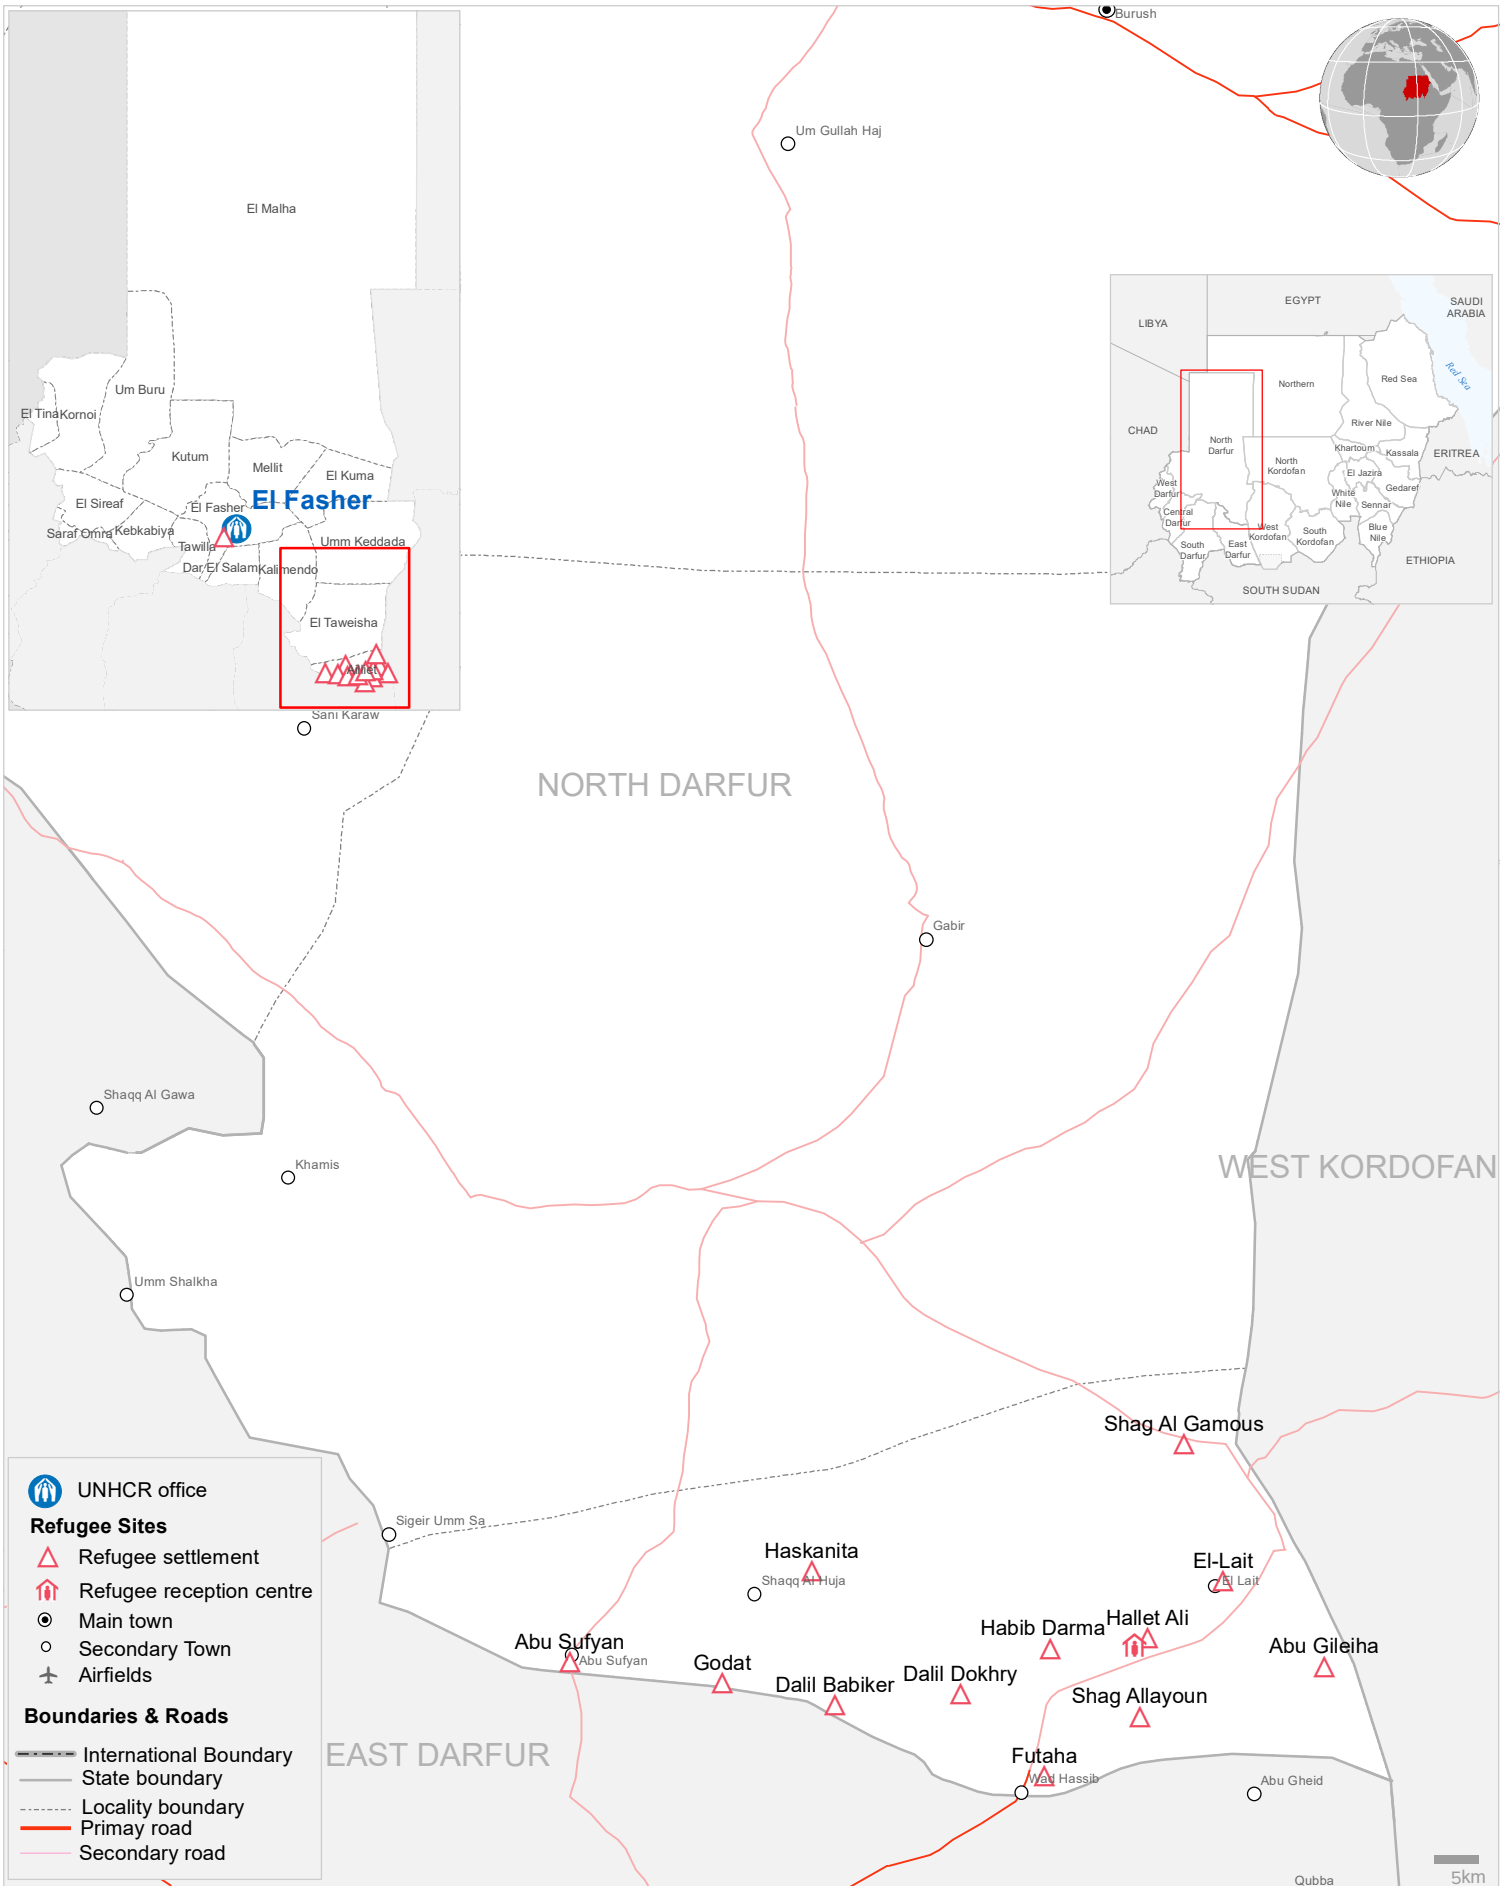 Burush
Um Gullah Haj
El Malha
Um Buru
El Tina
Kornoi
Kutum
Mellit
El Kuma
El Sireaf
El Fasher
El Fasher
Saraf Omra
Kebkabiya
Tawilla
Umm Keddada
Dar El Salam
Kalimendo
El Taweisha
EGYPT
SAUDI
ARABIA
LIBYA
Red Sea
Northern
Red Sea
CHAD
River Nile
North
Darfur
Khartoum
Kassala
ERITREA
North
Kordofan
El Jazira
West
Darfur
White
Nile
Gedaref
Sennar
Central
Darfur
West
Kordofan
South
Kordofan
Blue
Nile
South
Darfur
East
Darfur
ETHIOPIA
SOUTH SUDAN
Sani Karaw
NORTH DARFUR
Gabir
Shaqq Al Gawa
Khamis
WEST KORDOFAN
Umm Shalkha
Shag Al Gamous
Sigeir Umm Sa
Haskanita
Shaqq Al Huja
El-Lait
El Lait
Hallet Ali
Habib Darma
Abu Sufyan
Abu Sufyan
Abu Gileiha
Godat
Dalil Babiker
Dalil Dokhry
Shag Allayoun
Futaha
Wad Hassib
Abu Gheid
EAST DARFUR
Qubba
5km
UNHCR office
Refugee Sites
Refugee settlement
Refugee reception centre
Main town
Secondary Town
Airfields
Boundaries & Roads
International Boundary
State boundary
Locality boundary
Primay road
Secondary road